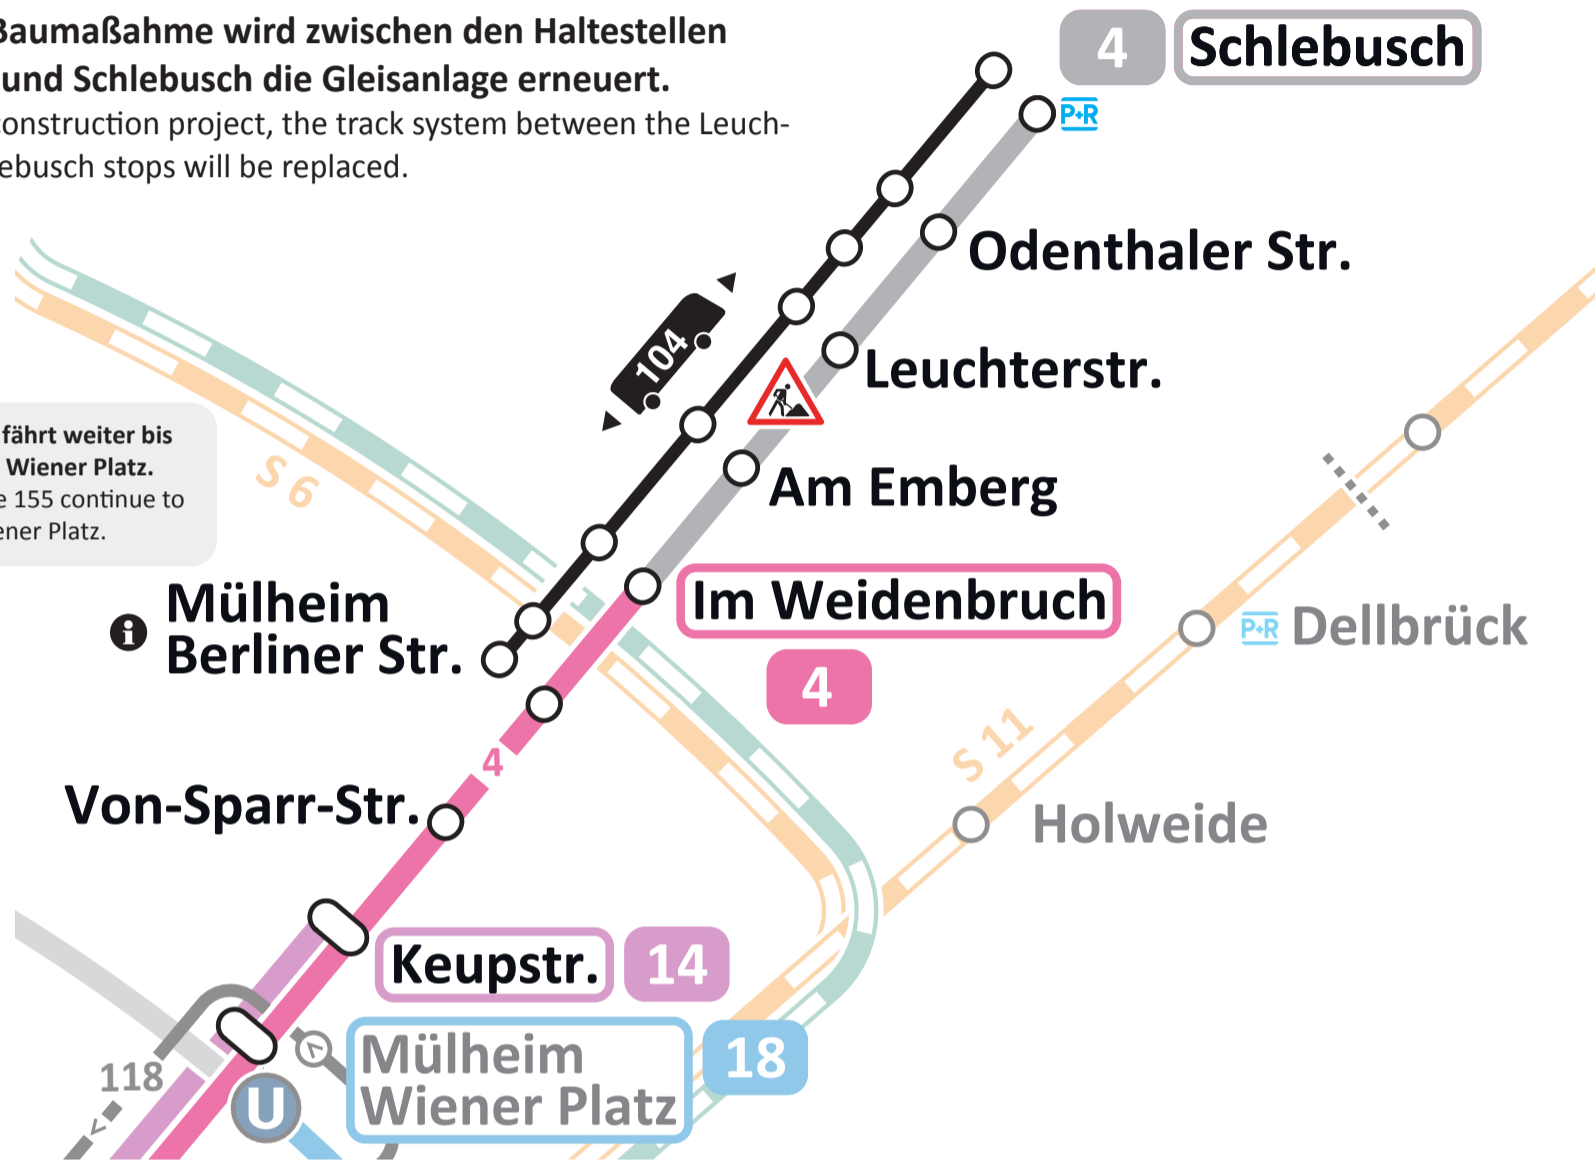 Baumaßahme wird zwischen den Haltestellen
und Schlebusch die Gleisanlage erneuert.
construction project, the track system between the Leuch-
lebusch stops will be replaced.
4 Schlebusch
P+R
Odenthaler Str.
104
Leuchterstr.
fährt weiter bis
Wiener Platz.
e 155 continue to
ener Platz.
S 6
Am Emberg
Mülheim
Berliner Str.
i
Im Weidenbruch
4
P+R Dellbrück
4
S 11
Von-Sparr-Str.
Holweide
Keupstr. 14
Mülheim
Wiener Platz
18
118
U